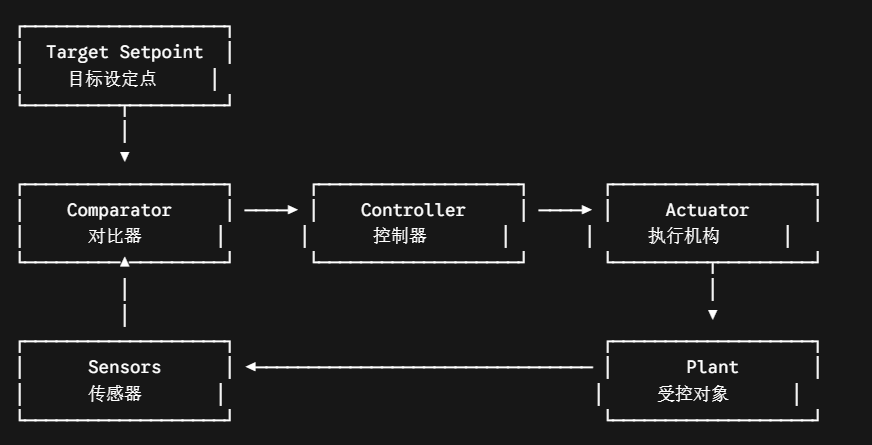 Target Setpoint
目标设定点
Comparator
对比器
Controller
控制器
Actuator
执行机构
Sensors
传感器
Plant
受控对象